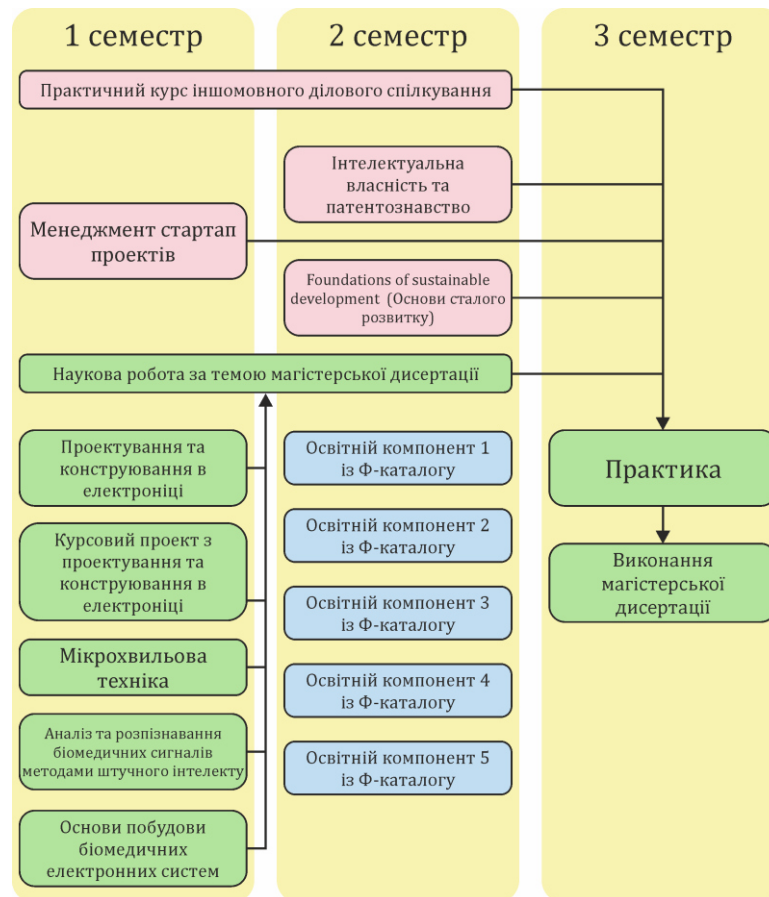 1 семестр
2 семестр
3 семестр
Практичний курс іншомовного ділового спілкування
Інтелектуальна
власність та
патентознавство
Менеджмент стартап
проектів
Foundations of sustainable
development (Основи сталого
розвитку)
Наукова робота за темою магістерської дисертації
Проектування та
конструювання в
електроніці
Курсовий проект з
проектування та
конструювання в
електроніці
Мікрохвильова
техніка
Аналіз та розпізнавання
біомедичних сигналів
методами штучного інтелекту
Основи побудови
біомедичних
електронних систем
Освітній компонент 1
із Ф-каталогу
Освітній компонент 2
із Ф-каталогу
Освітній компонент 3
із Ф-каталогу
Освітній компонент 4
із Ф-каталогу
Освітній компонент 5
із Ф-каталогу
Практика
Виконання
магістерської
дисертації